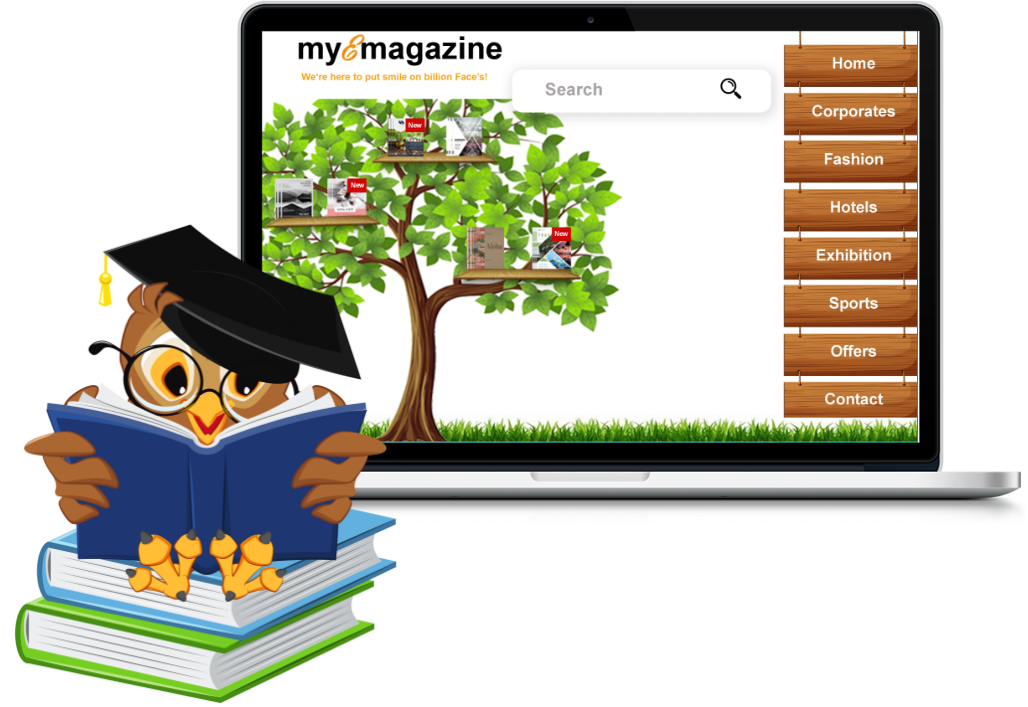 myEmagazine
We're here to put smile on billion Face's!
Search
New
New
New
Home
Corporates
Fashion
Hotels
Exhibition
Sports
Offers
Contact